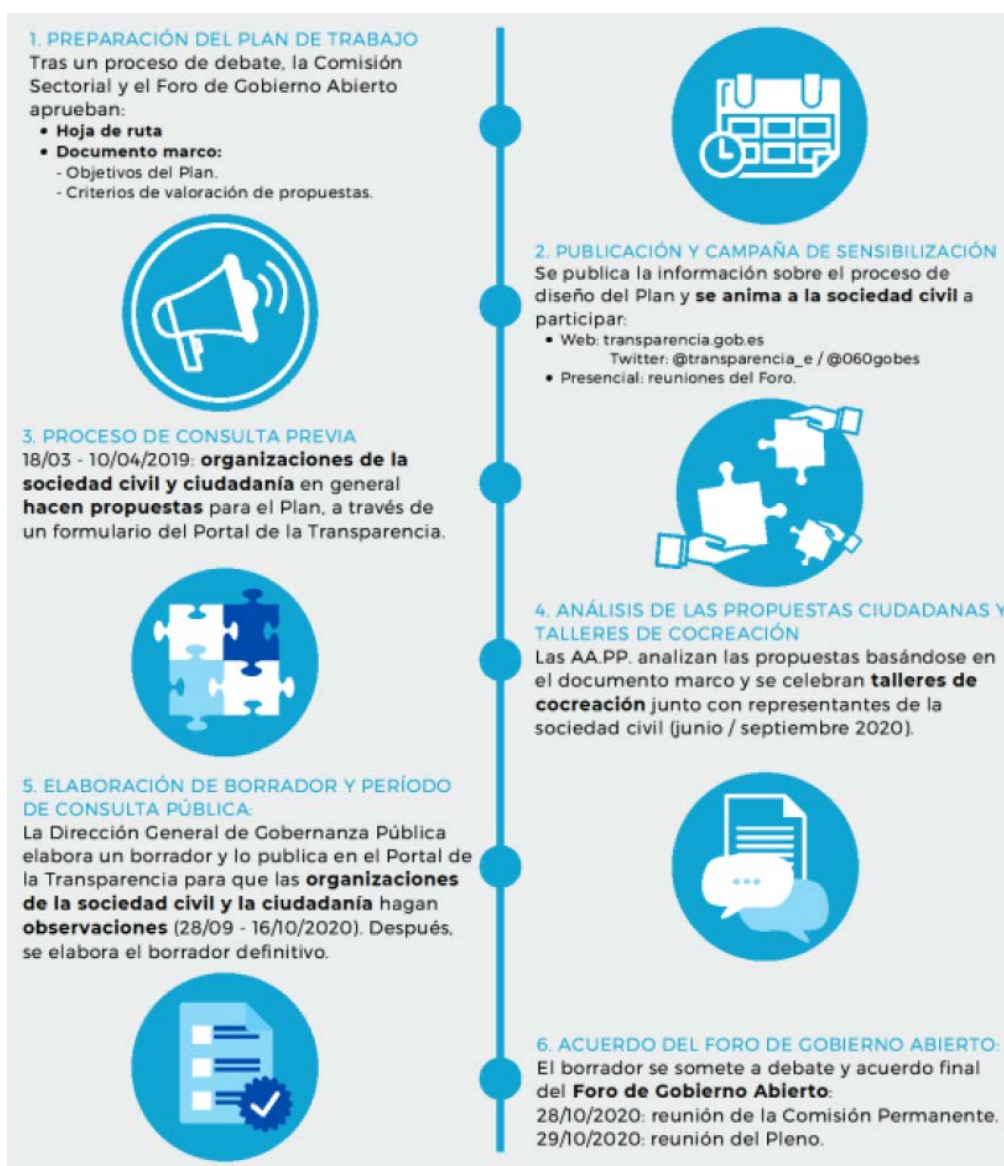 1. PREPARACIÓN DEL PLAN DE TRABAJO
Tras un proceso de debate, la Comisión
Sectorial y el Foro de Gobierno Abierto
aprueban:
• Hoja de ruta
• Documento marco:
- Objetivos del Plan.
- Criterios de valoración de propuestas.
2. PUBLICACIÓN Y CAMPAÑA DE SENSIBILIZACIÓN
Se publica la información sobre el proceso de
diseño del Plan y se anima a la sociedad civil a
participar:
• Web: transparencia.gob.es
Twitter: @transparencia_e / @060gobes
• Presencial: reuniones del Foro.
3. PROCESO DE CONSULTA PREVIA
18/03 - 10/04/2019: organizaciones de la
sociedad civil y ciudadanía en general
hacen propuestas para el Plan, a través de
un formulario del Portal de la Transparencia.
4. ANÁLISIS DE LAS PROPUESTAS CIUDADANAS Y
TALLERES DE COCREACIÓN
Las AA.PP. analizan las propuestas basándose en
el documento marco y se celebran talleres de
cocreación junto con representantes de la
sociedad civil (junio / septiembre 2020).
5. ELABORACIÓN DE BORRADOR Y PERÍODO
DE CONSULTA PÚBLICA:
La Dirección General de Gobernanza Pública
elabora un borrador y lo publica en el Portal de
la Transparencia para que las organizaciones
de la sociedad civil y la ciudadanía hagan
observaciones (28/09 - 16/10/2020). Después,
se elabora el borrador definitivo.
6. ACUERDO DEL FORO DE GOBIERNO ABIERTO:
El borrador se somete a debate y acuerdo final
del Foro de Gobierno Abierto:
28/10/2020: reunión de la Comisión Permanente.
29/10/2020: reunión del Pleno.